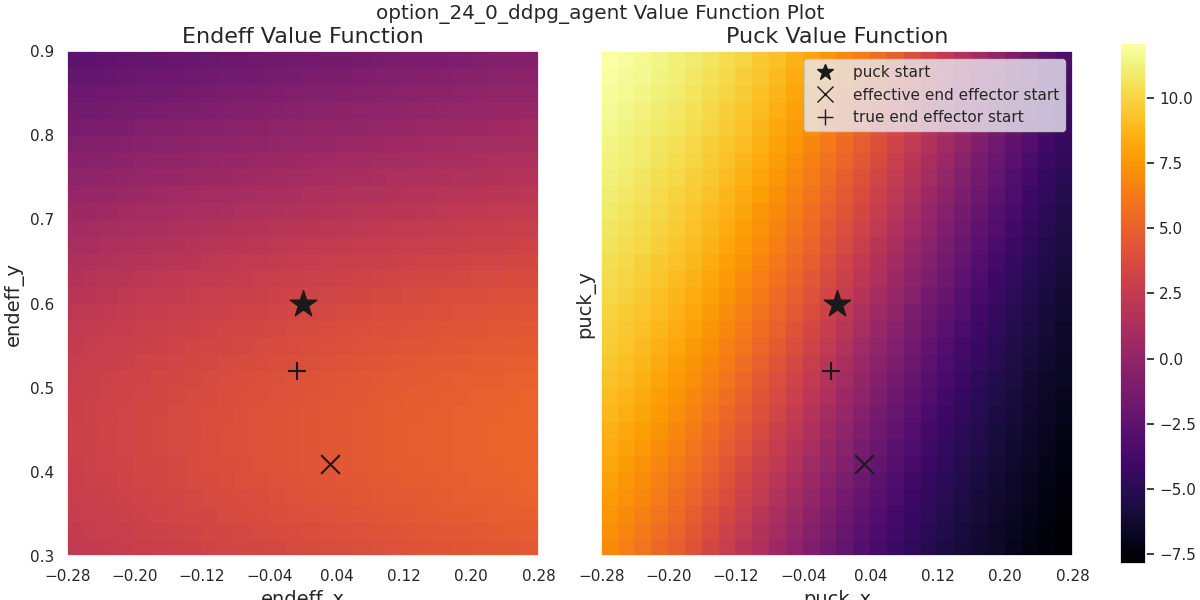 option_24_0_ddpg_agent Value Function Plot
Endeff Value Function
Puck Value Function
puck start
effective end effector start
true end effector start
endeff_y
0.9
0.8
0.7
0.6
0.5
0.4
0.3
−0.28 −0.20 −0.12 −0.04 0.04 0.12 0.20 0.28
endeff_x
puck_y
−0.28 −0.20 −0.12 −0.04 0.04 0.12 0.20 0.28
puck_x
10.0
7.5
5.0
2.5
0.0
−2.5
−5.0
−7.5